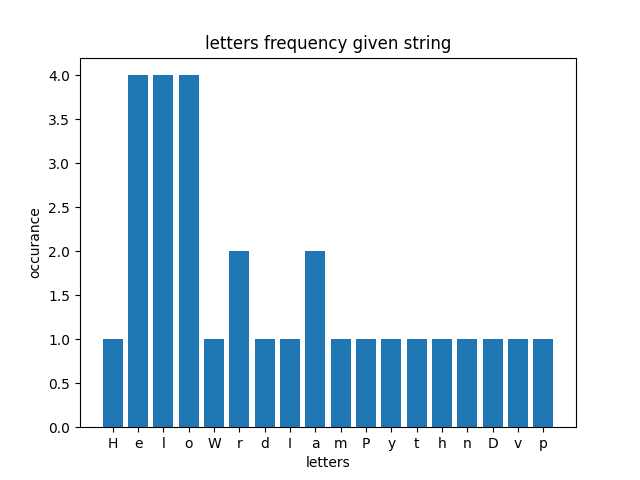 letters frequency given string
occurance
4.0
3.5
3.0
2.5
2.0
1.5
1.0
0.5
0.0
H e l o W r d I a m P y t h n D v p
letters